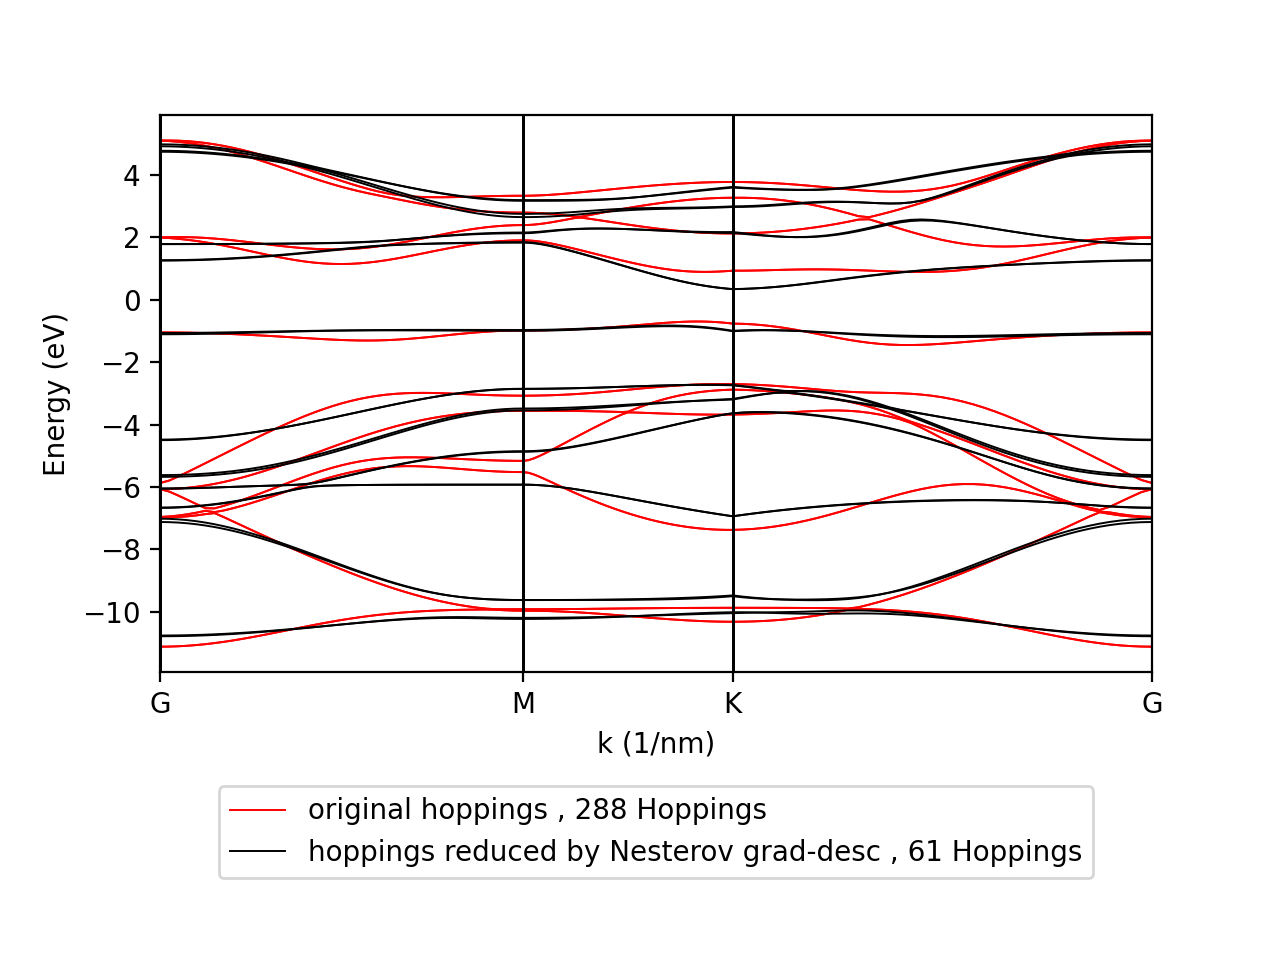 4
2
0
−2
−4
−6
−8
−10
Energy (eV)
G M K G
k (1/nm)
original hoppings , 288 Hoppings
hoppings reduced by Nesterov grad-desc , 61 Hoppings